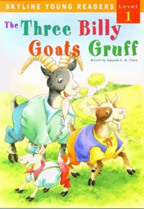 SKYLINE YOUNG READERS
Level
1
The Three Billy
Goats Gruff